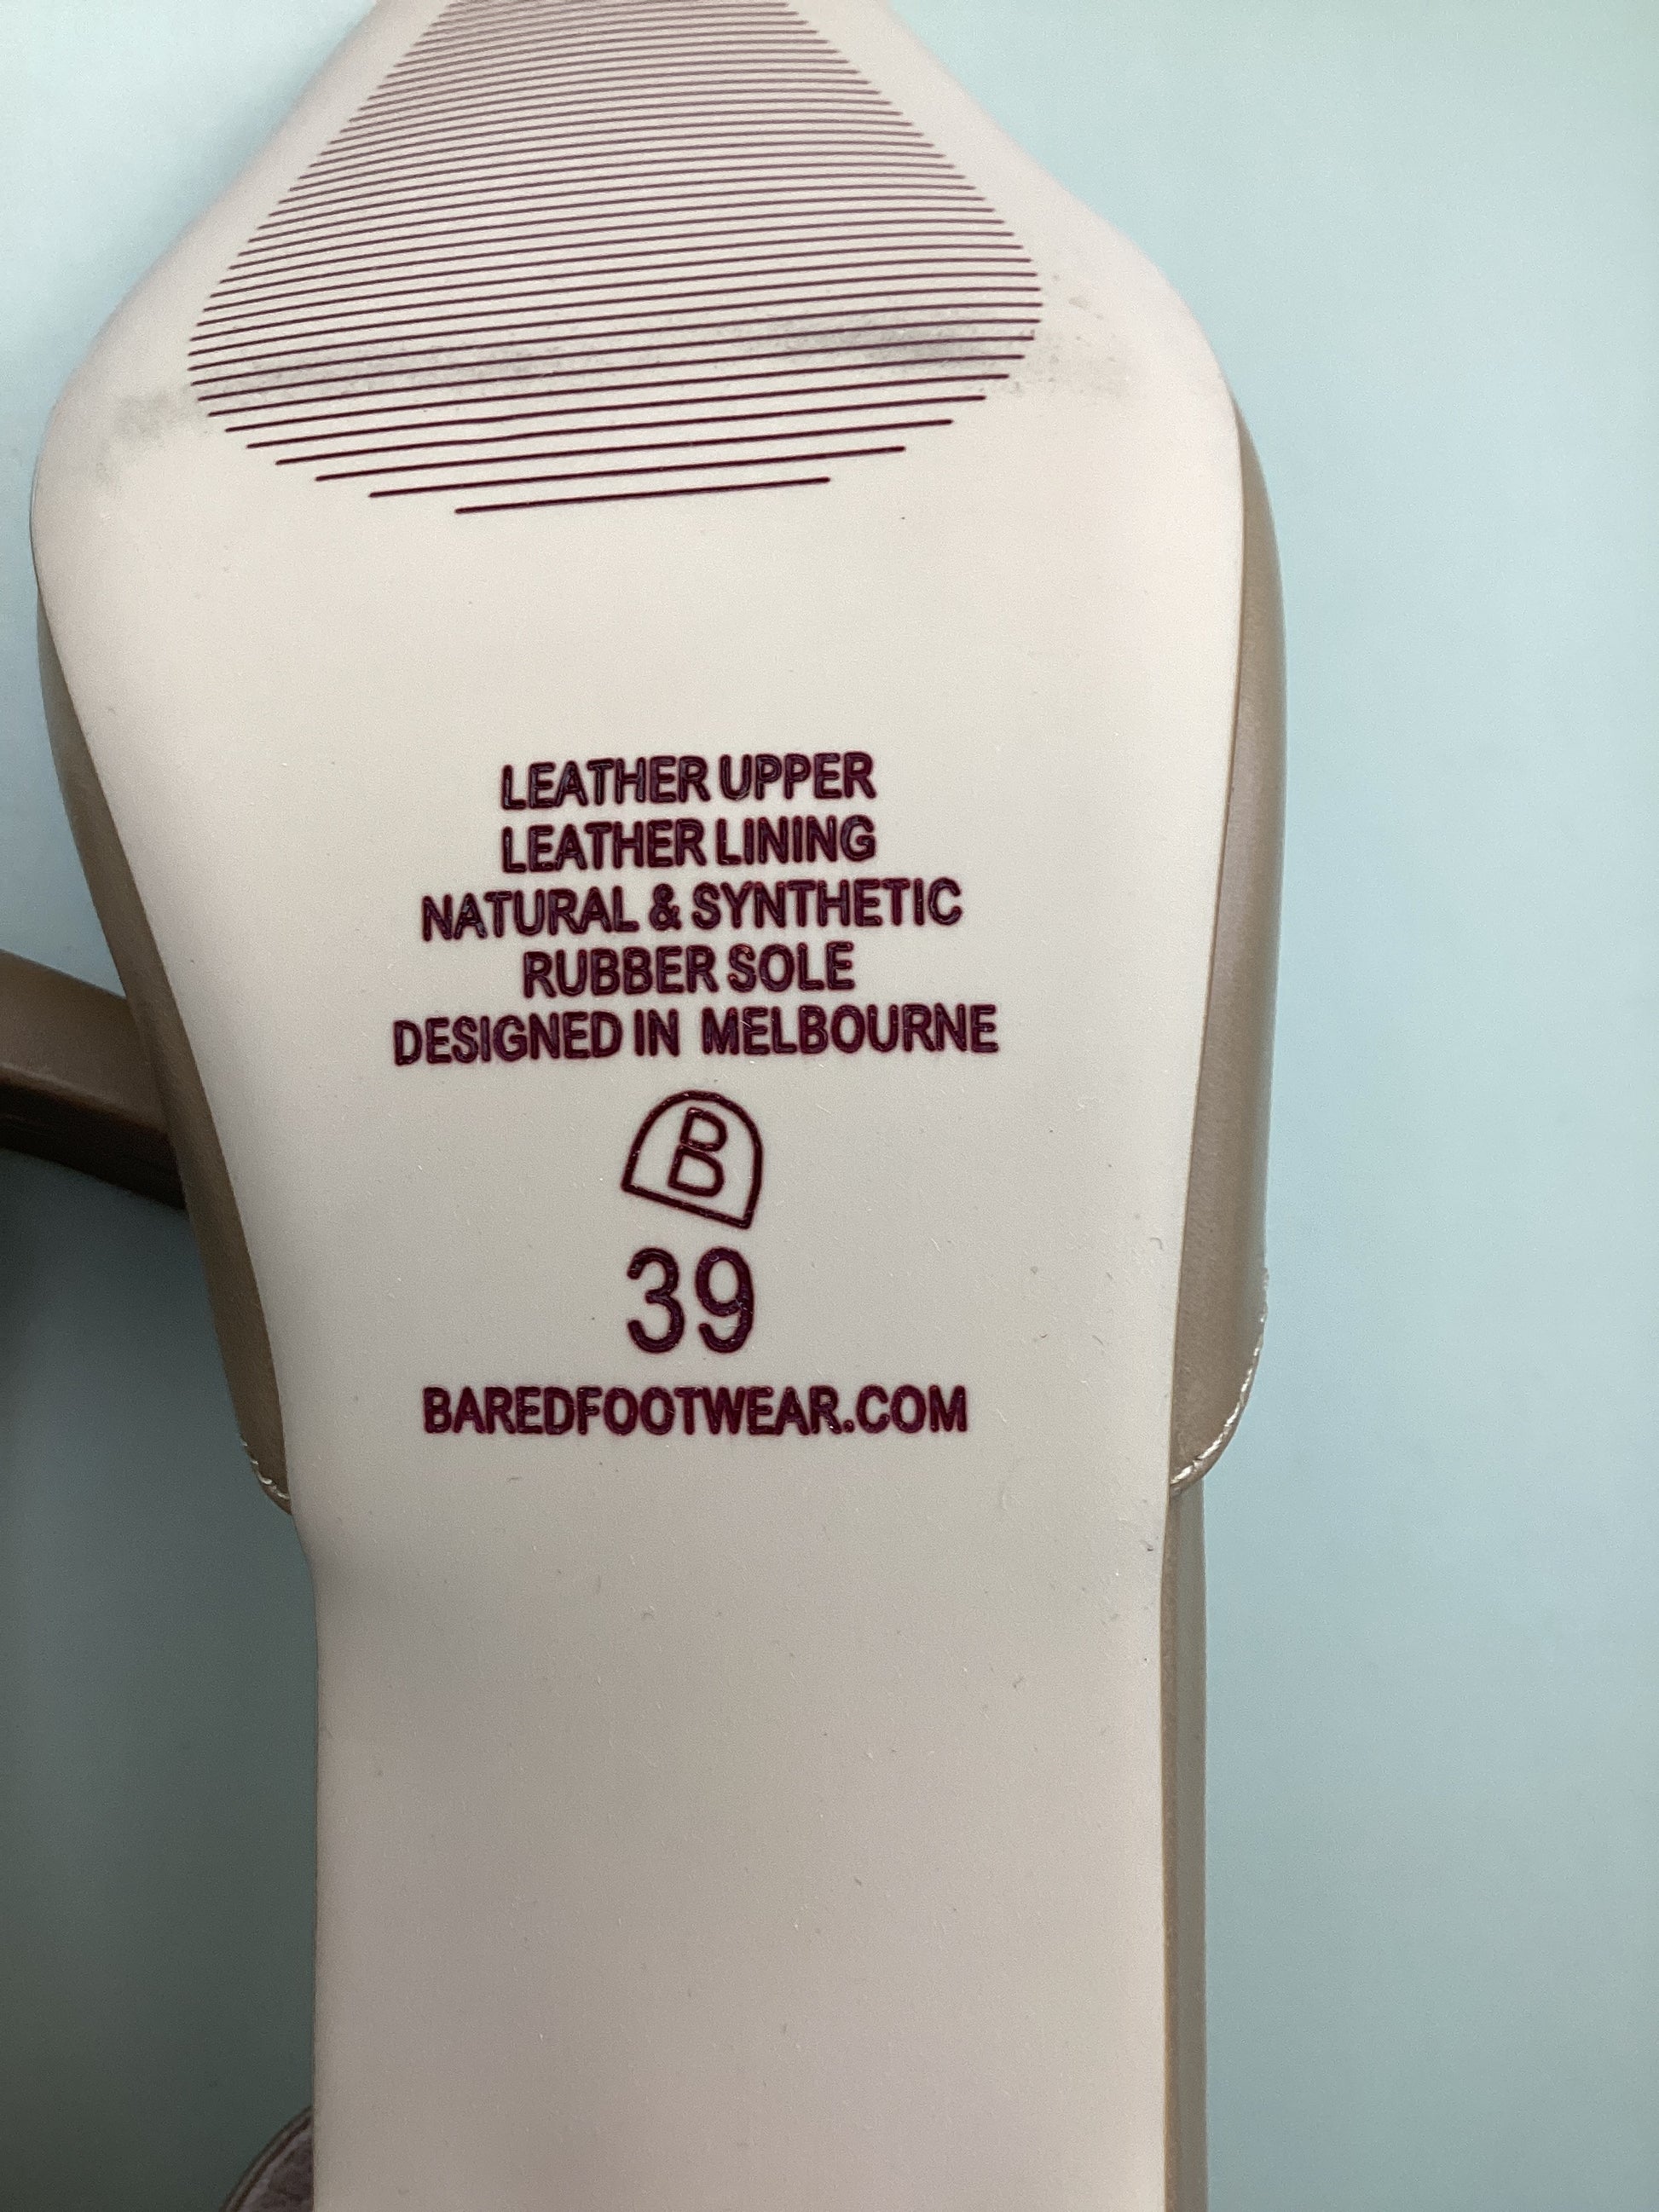 LEATHER UPPER
LEATHER LINING
NATURAL & SYNTHETIC
RUBBER SOLE
DESIGNED IN MELBOURNE
B
39
BAREDFOOTWEAR.COM